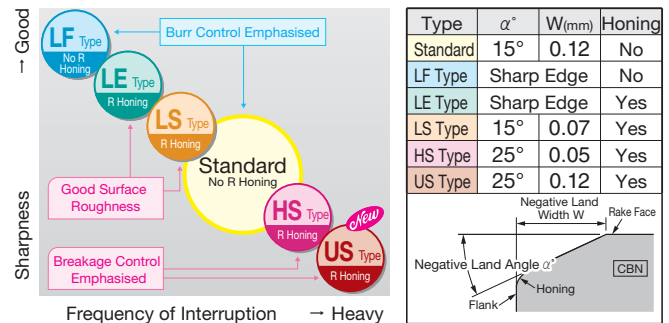 → Good
Sharpness
LF Type
No R
Honing
LE Type
R Honing
LS Type
R Honing
Standard
No R Honing
HS Type
R Honing
New
US Type
R Honing
Burr Control Emphasised
Good Surface
Roughness
Breakage Control
Emphasised
Frequency of Interruption → Heavy
Type α° W(mm) Honing
Standard 15° 0.12 No
LF Type Sharp Edge No
LE Type Sharp Edge Yes
LS Type 15° 0.07 Yes
HS Type 25° 0.05 Yes
US Type 25° 0.12 Yes
Negative Land
Width W
Rake Face
Negative Land Angle α°
CBN
Honing
Flank